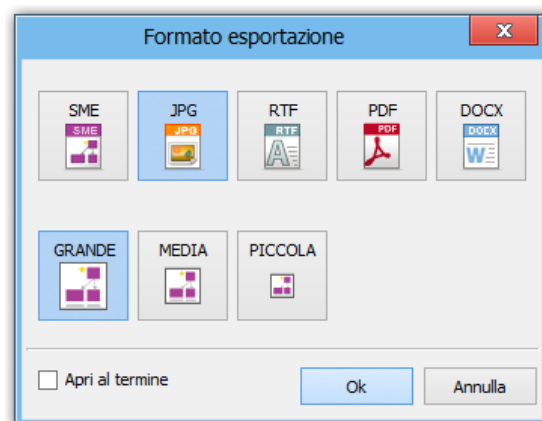 Formato esportazione
SME JPG RTF PDF DOCX
SME JPG RTF PDF DOCX
GRANDE MEDIA PICCOLA
Apri al termine Ok Annulla